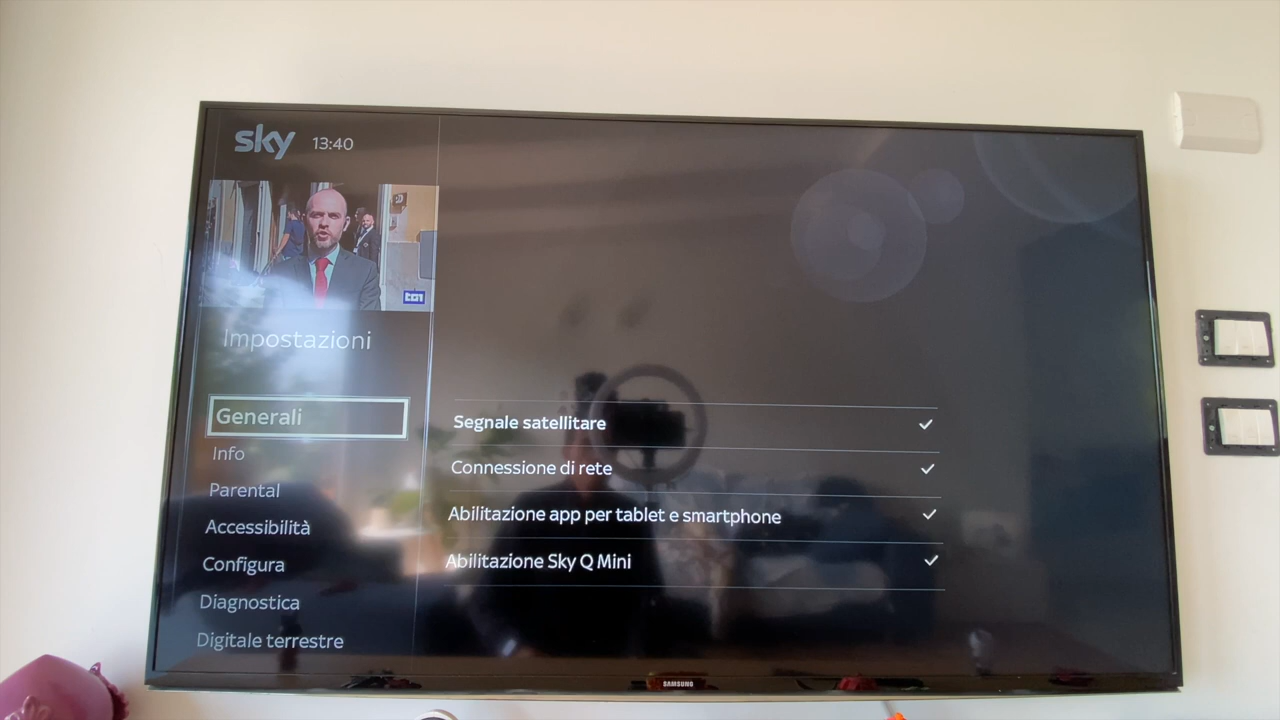 sky 13:40
TG1
Impostazioni
Generali
Info
Parental
Accessibilità
Configura
Diagnostica
Digitale terrestre
Segnale satellitare
Connessione di rete
Abilitazione app per tablet e smartphone
Abilitazione Sky Q Mini
SAMSUNG